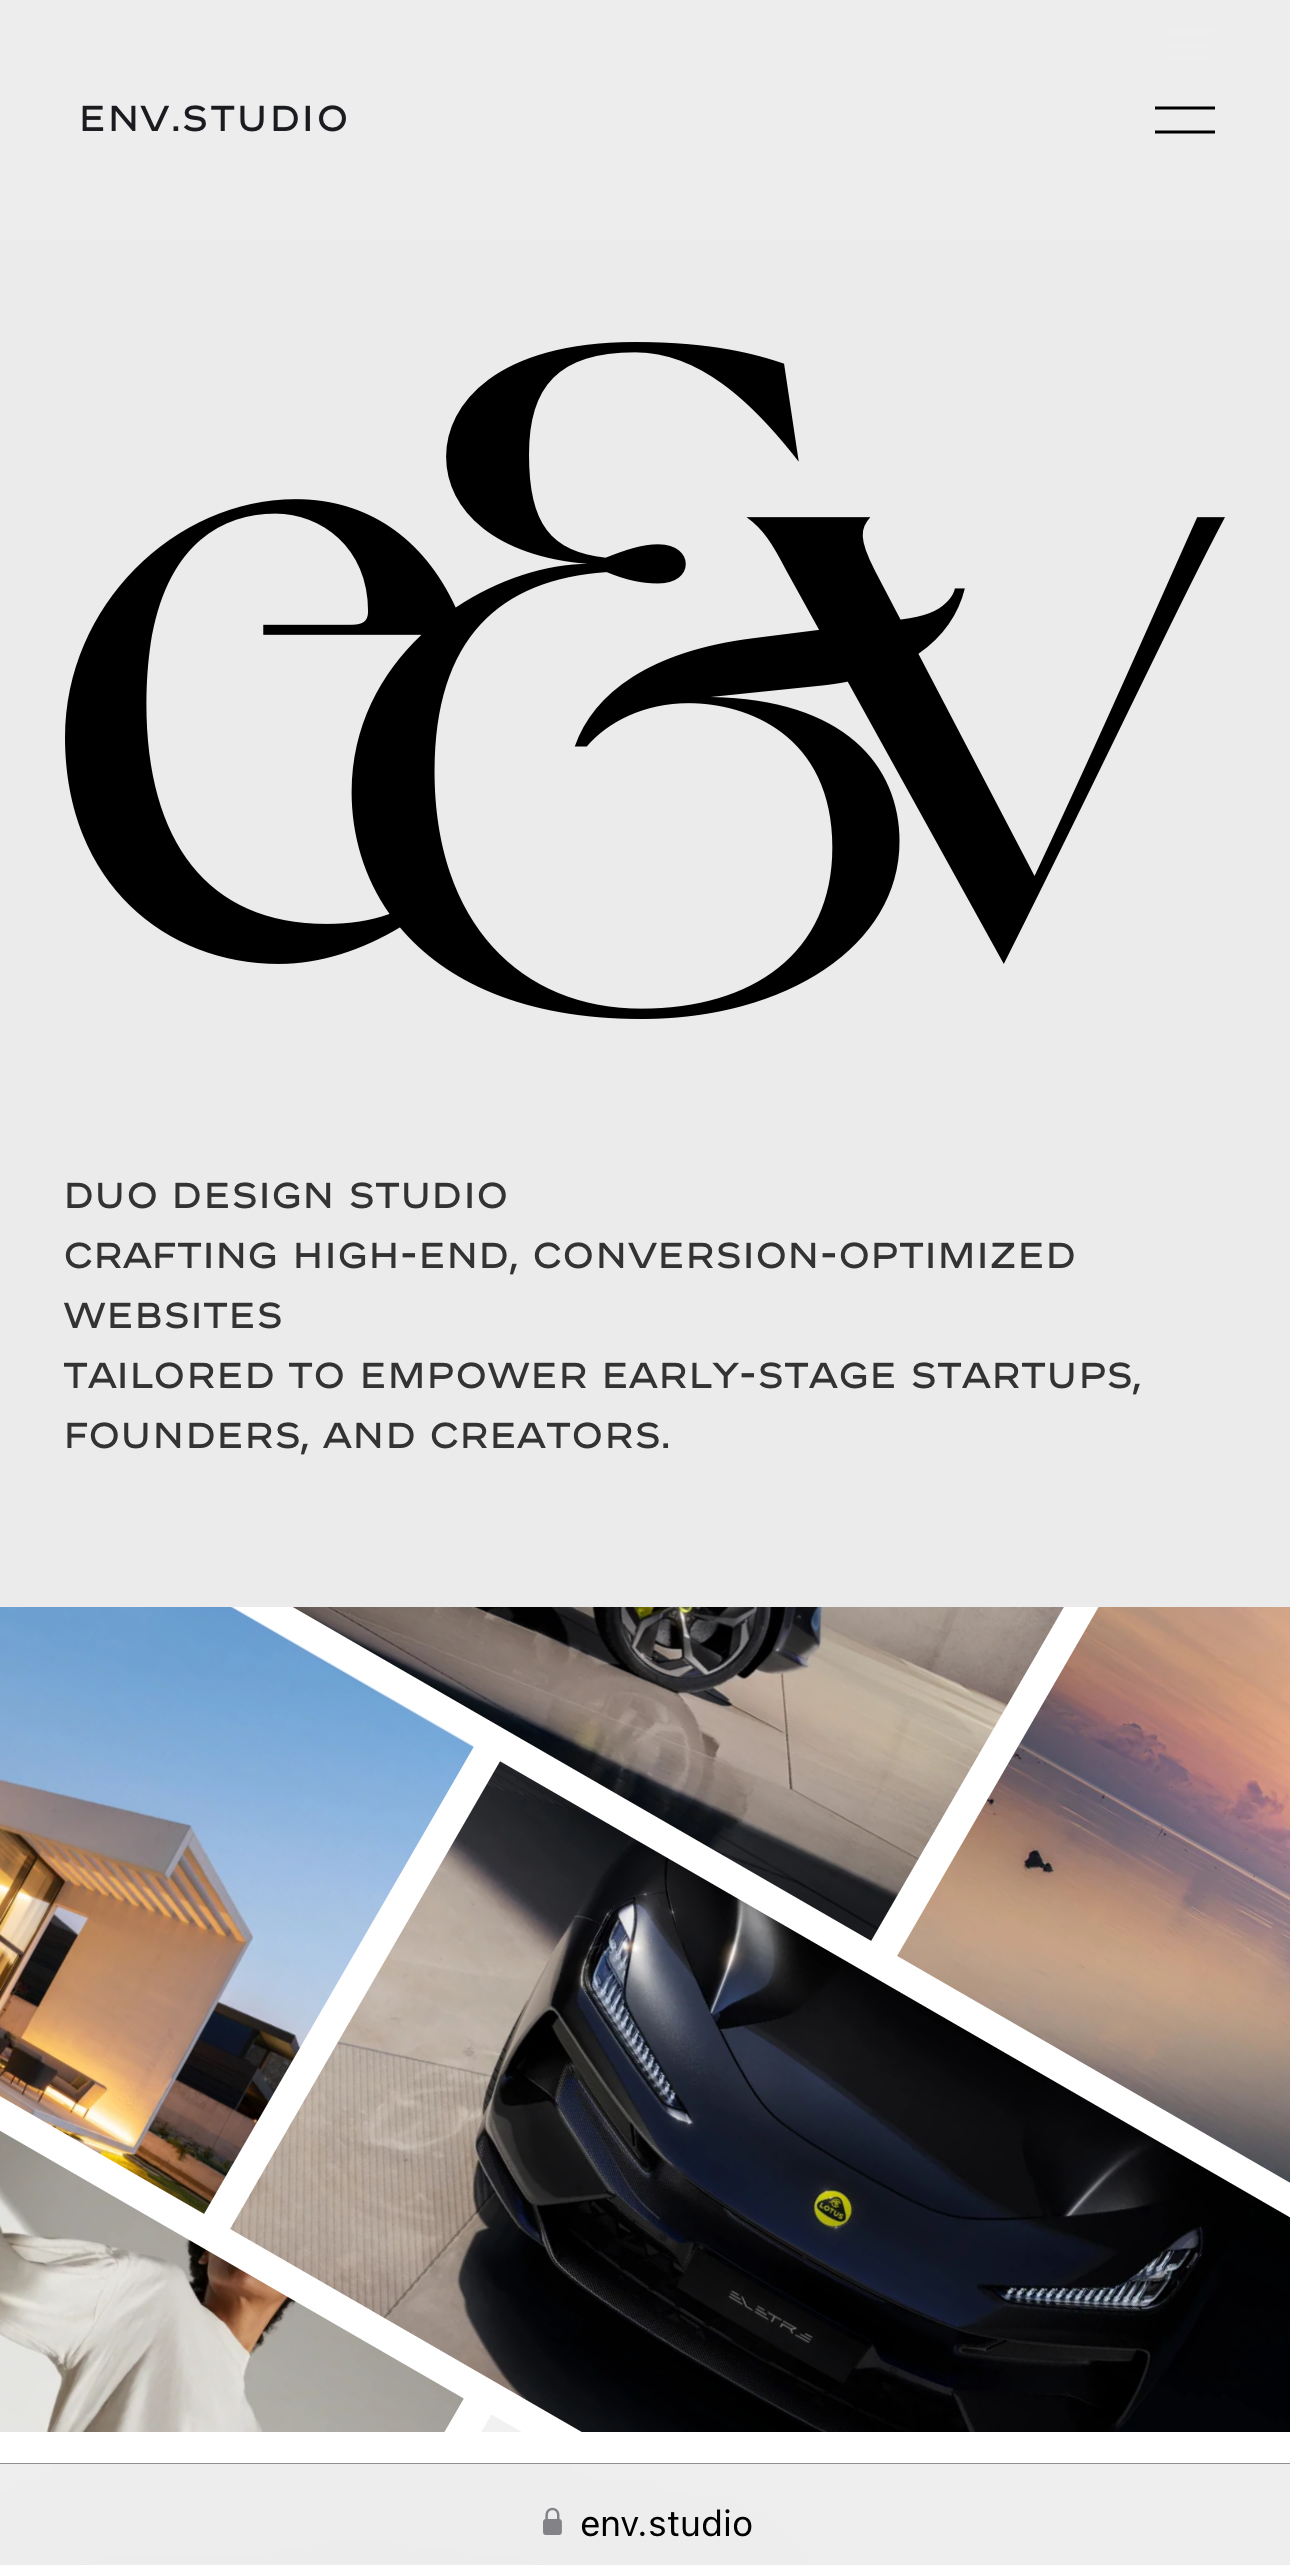 ENV.STUDIO
e&v
DUO DESIGN STUDIO
CRAFTING HIGH-END, CONVERSION-OPTIMIZED
WEBSITES
TAILORED TO EMPOWER EARLY-STAGE STARTUPS,
FOUNDERS, AND CREATORS.
LOTUS
ELETRE
env.studio